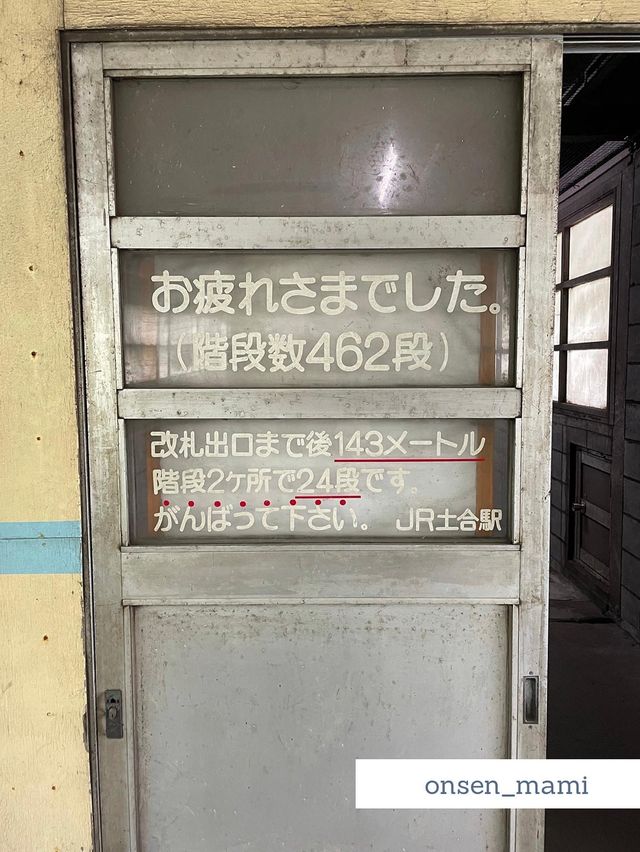 お疲れさまでした。
(階段数462段)
改札出口まで後143メートル
階段2ケ所で24段です。
がんばって下さい。 JR土合駅
onsen_mami